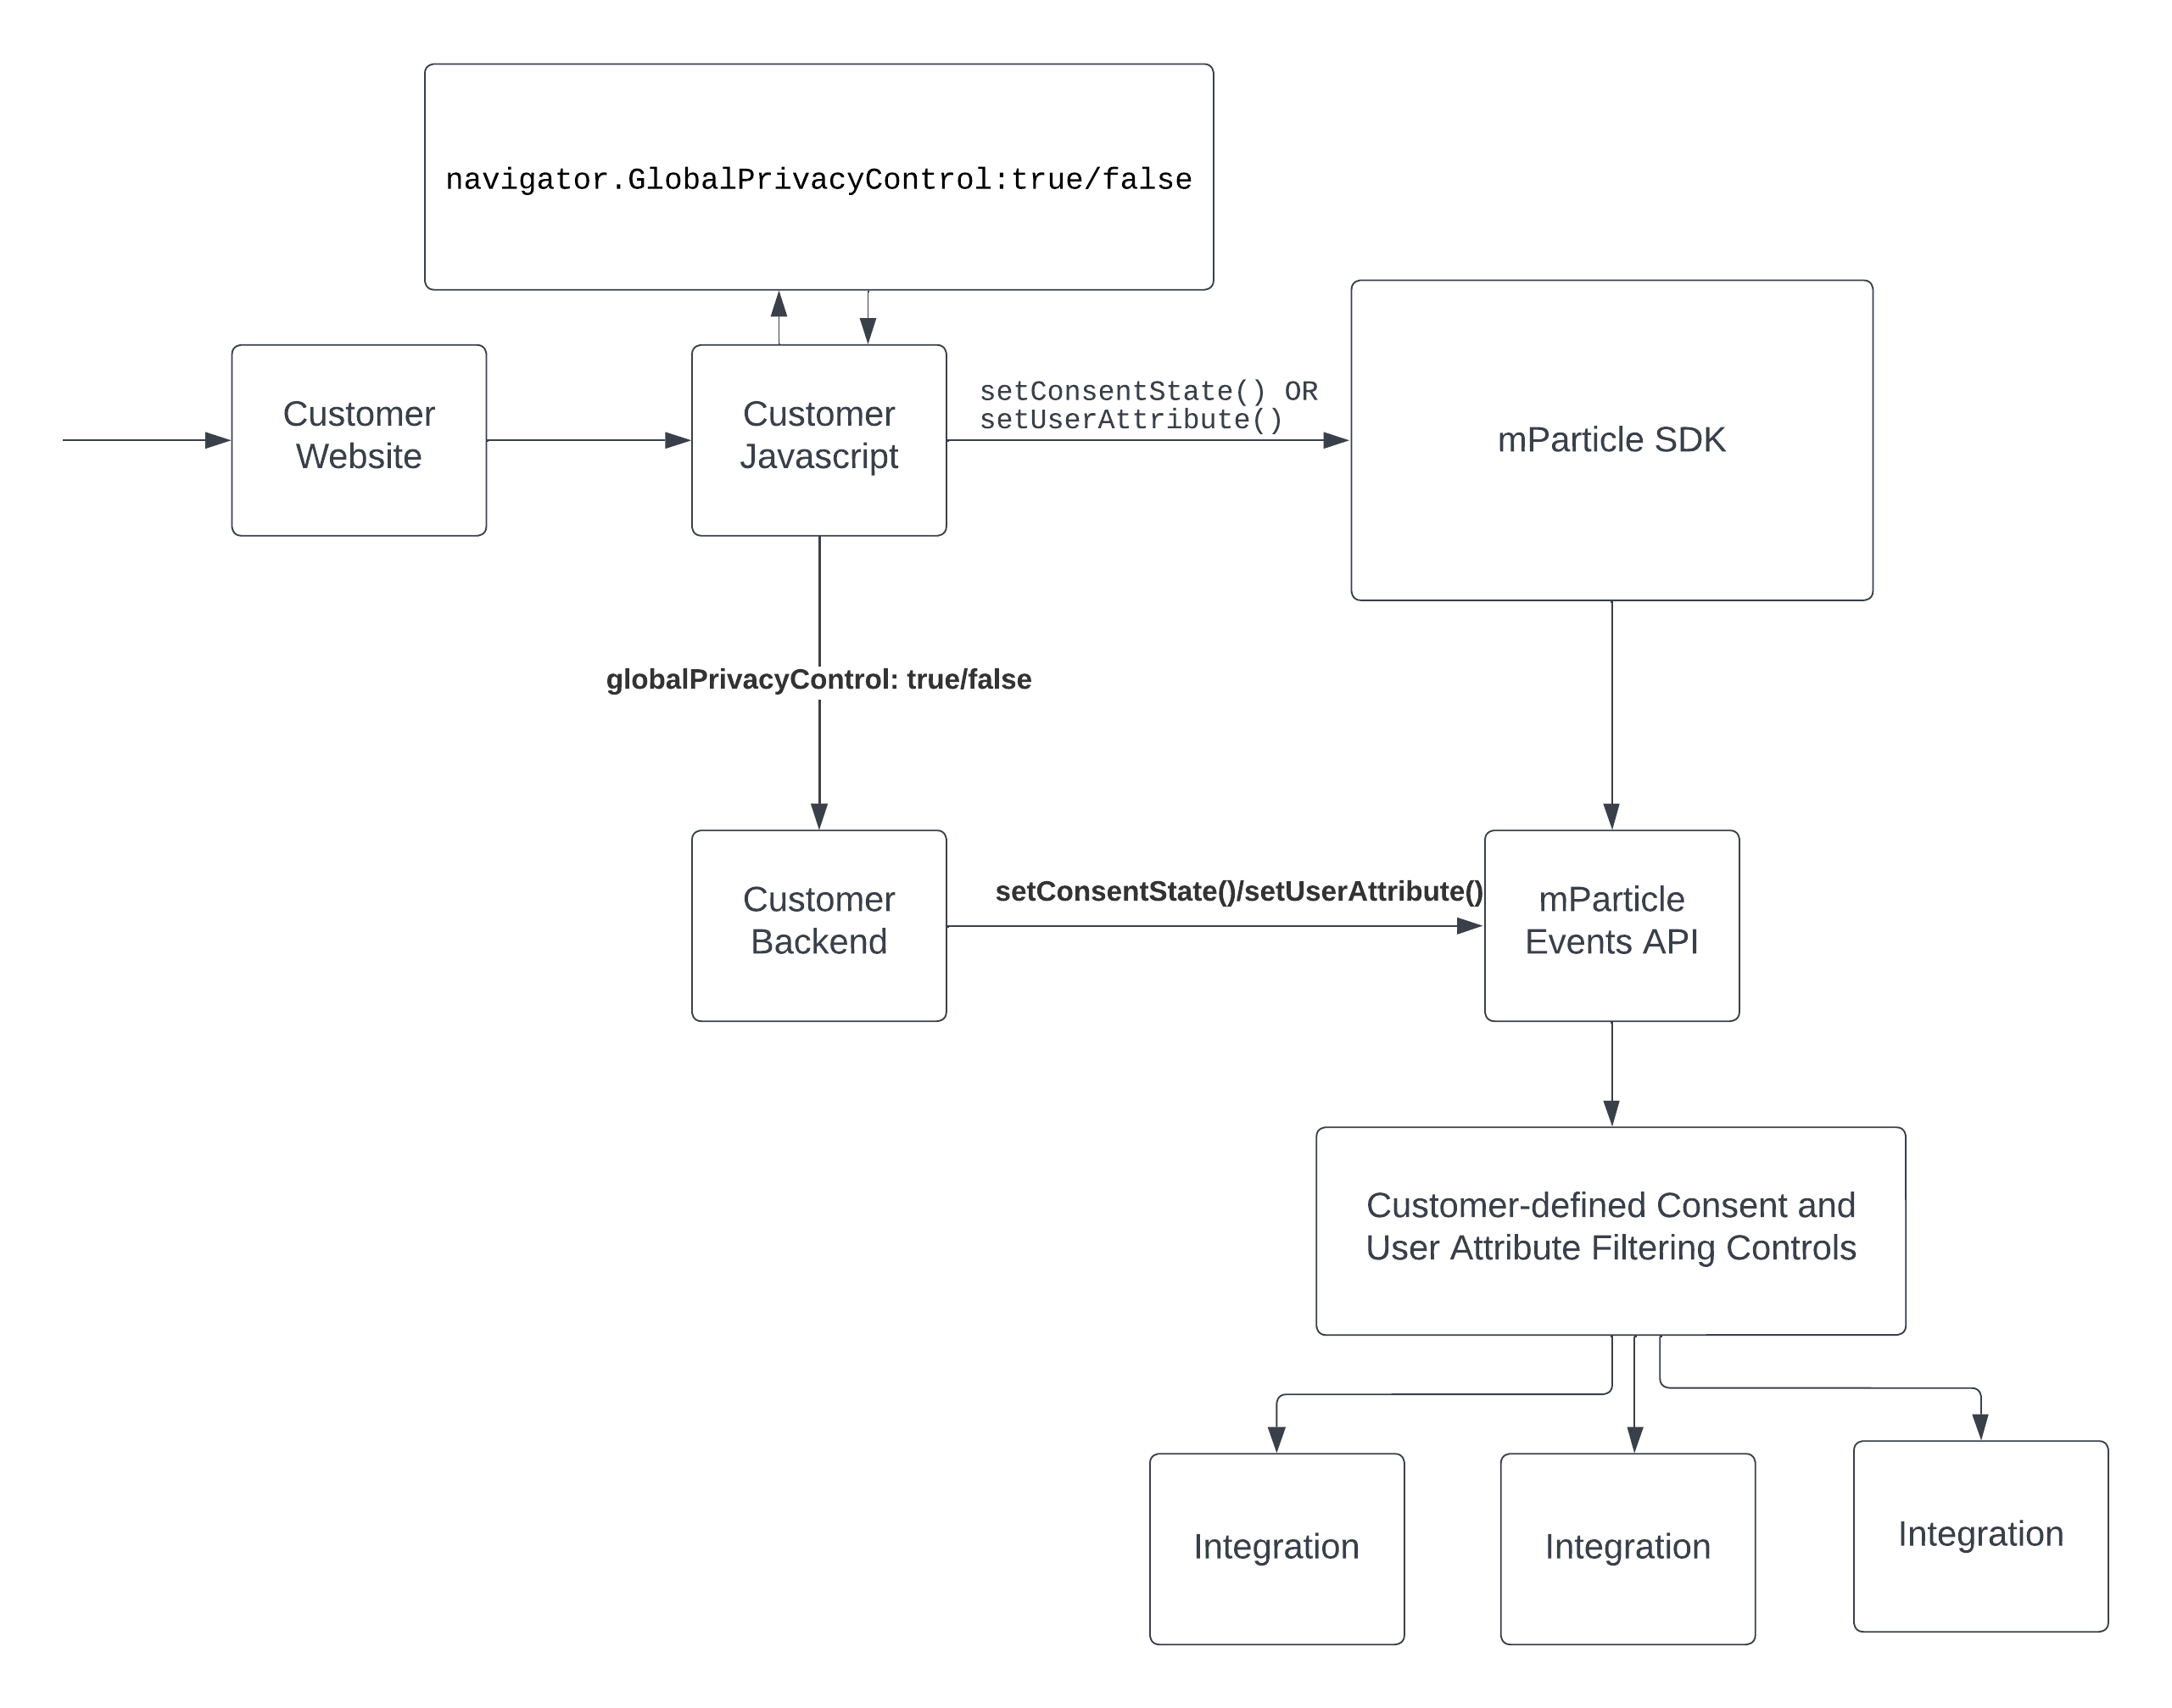 navigator.GlobalPrivacyControl:true/false
Customer
Website
Customer
Javascript
setConsentState() OR
setUserAttribute()
mParticle SDK
globalPrivacyControl: true/false
Customer
Backend
setConsentState()/setUserAttribute()
mParticle
Events API
Customer-defined Consent and
User Attribute Filtering Controls
Integration
Integration
Integration